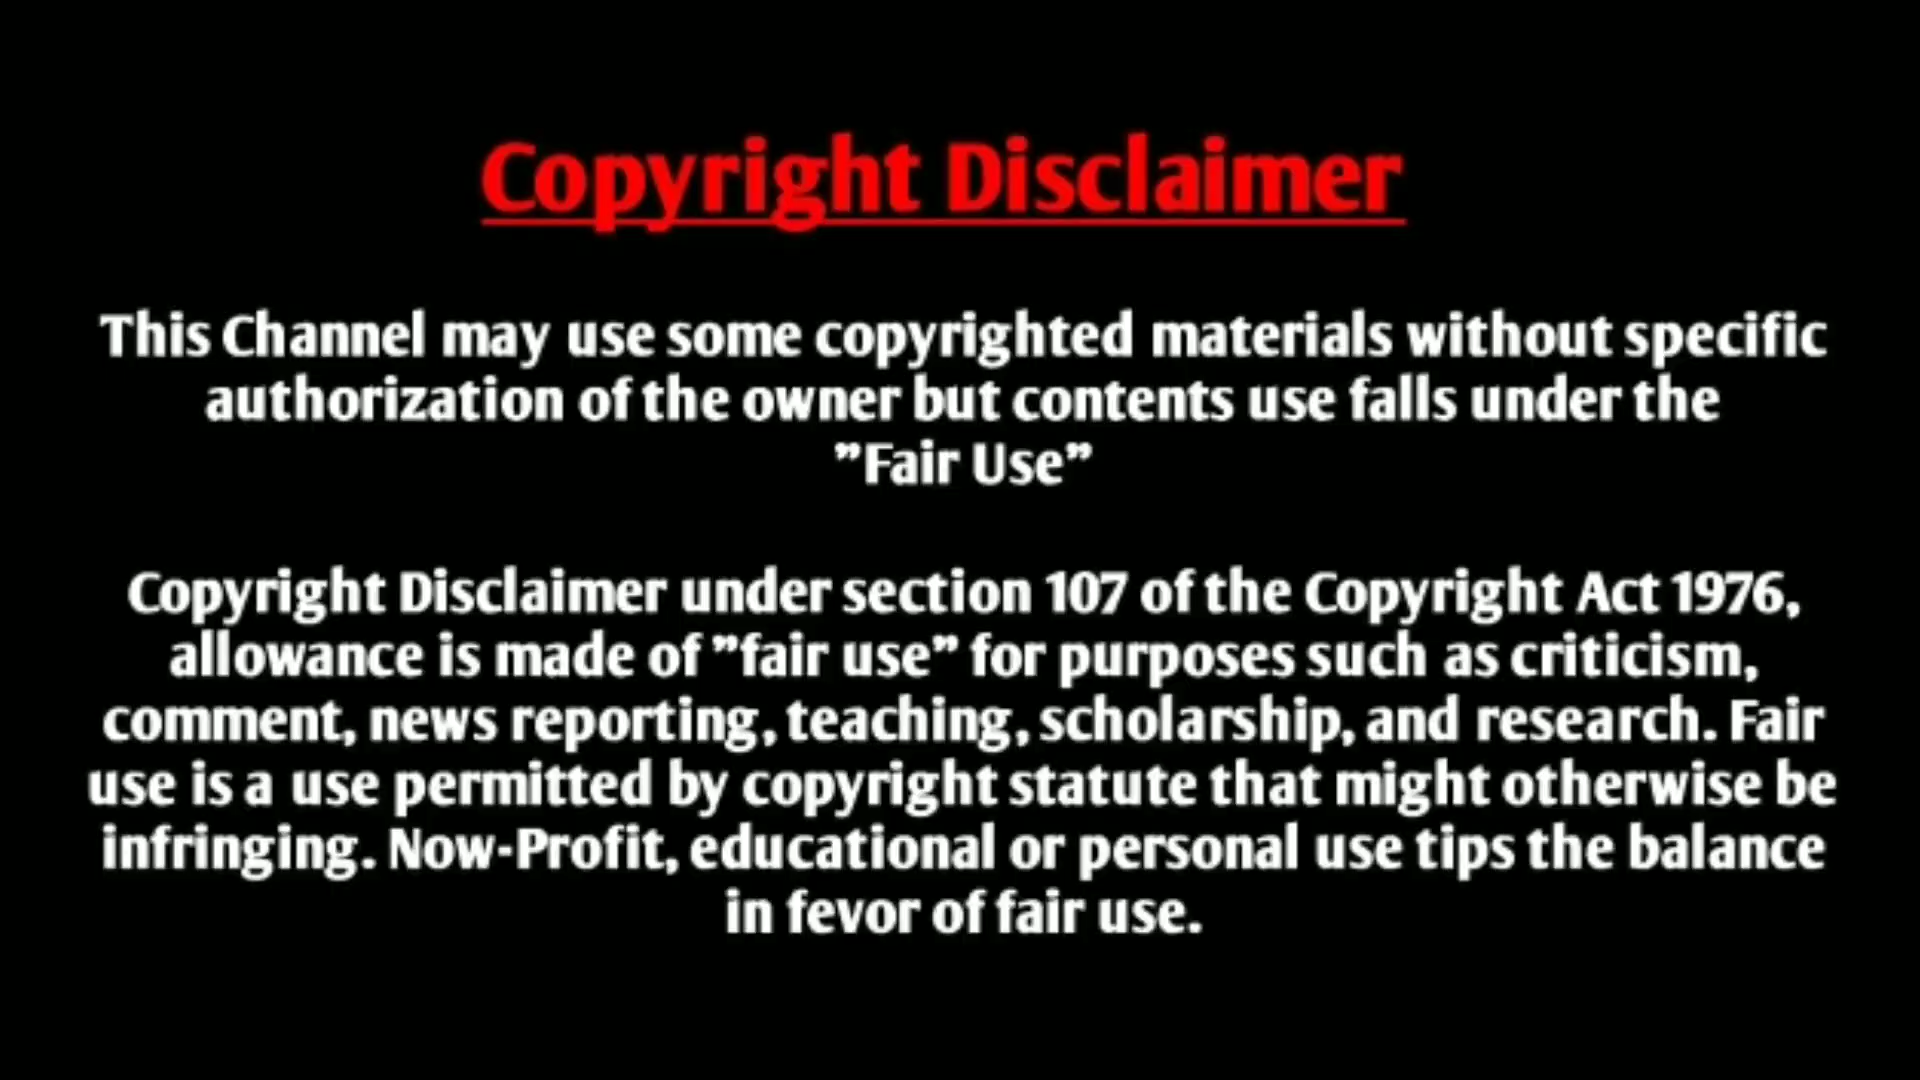 Copyright Disclaimer
This Channel may use some copyrighted materials without specific
authorization of the owner but contents use falls under the
”Fair Use”
Copyright Disclaimer under section 107 of the Copyright Act 1976,
allowance is made of ”fair use” for purposes such as criticism,
comment, news reporting, teaching, scholarship, and research. Fair
use is a use permitted by copyright statute that might otherwise be
infringing. Now-Profit, educational or personal use tips the balance
in fevor of fair use.